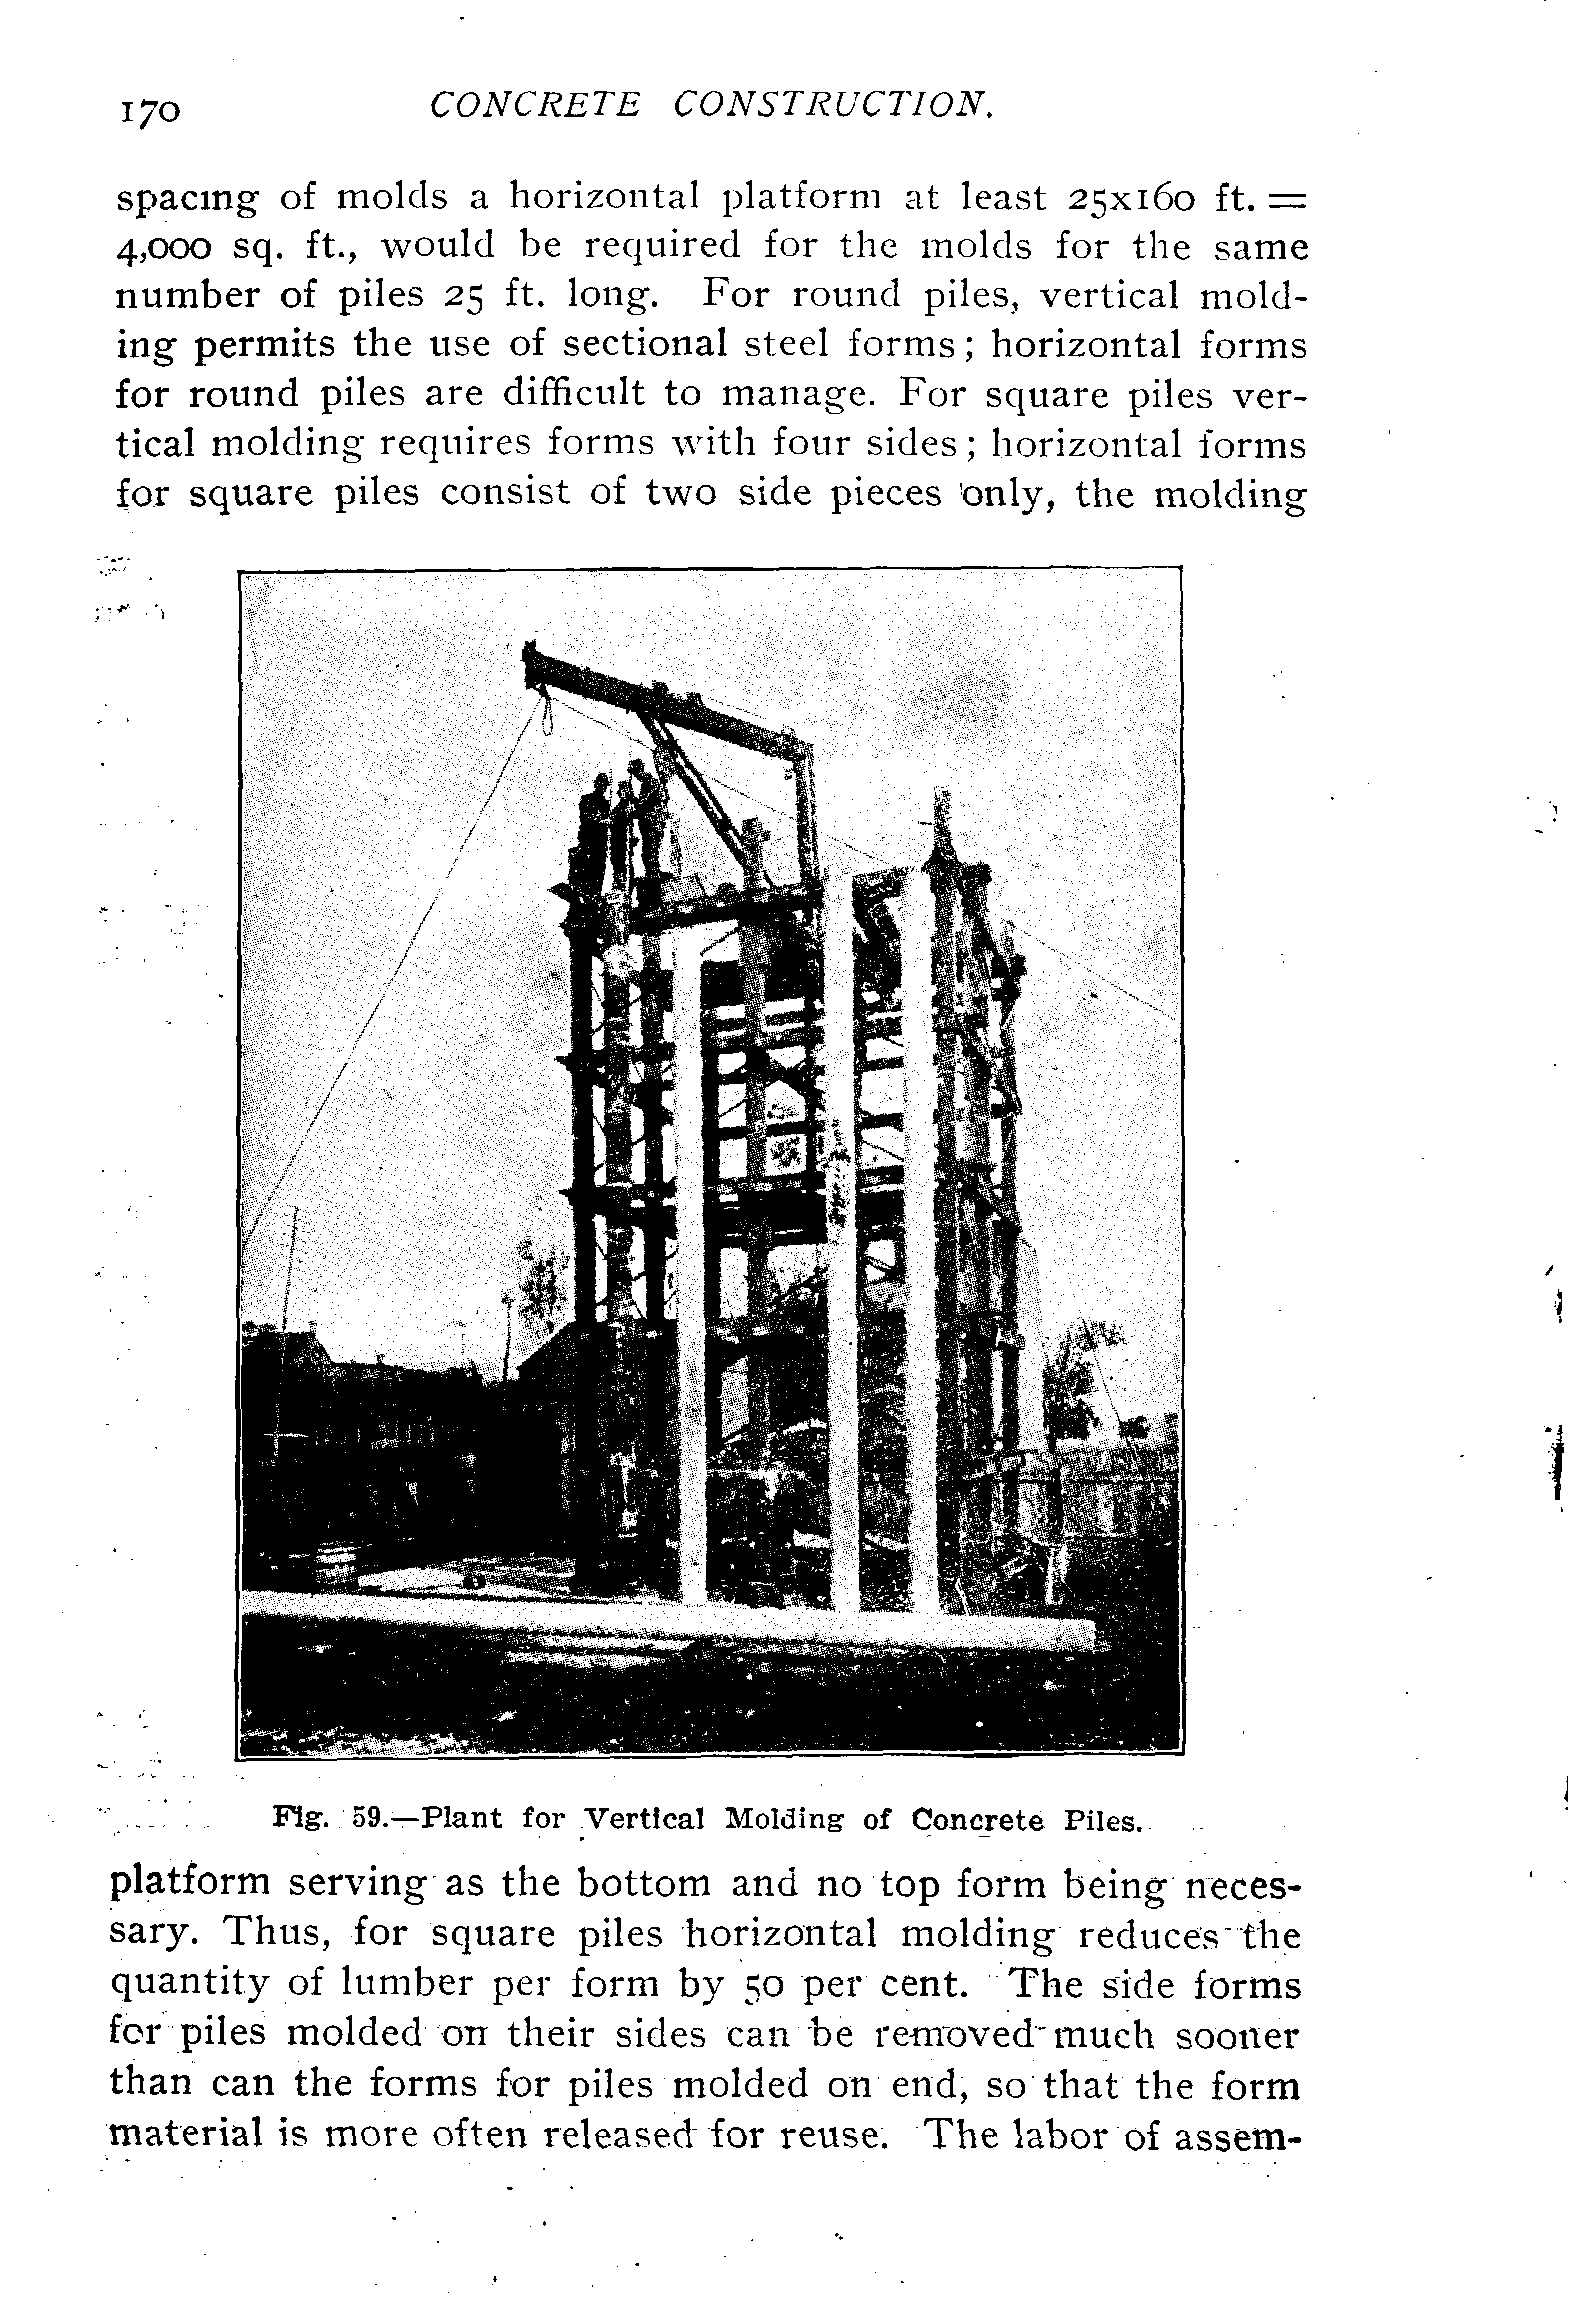 170 CONCRETE CONSTRUCTION.
spacing of molds a horizontal platform at least 25x160 ft. =
4,000 sq. ft., would be required for the molds for the same
number of piles 25 ft. long. For round piles, vertical mold-
ing permits the use of sectional steel forms; horizontal forms
for round piles are difficult to manage. For square piles ver-
tical molding requires forms with four sides; horizontal forms
for square piles consist of two side pieces only, the molding
Fig. 59.—Plant for Vertical Molding of Concrete Piles.
platform serving as the bottom and no top form being neces-
sary. Thus, for square piles horizontal molding reduces the
quantity of lumber per form by 50 per cent. The side forms
for piles molded on their sides can be removed much sooner
than can the forms for piles molded on end, so that the form
material is more often released for reuse. The labor of assem-